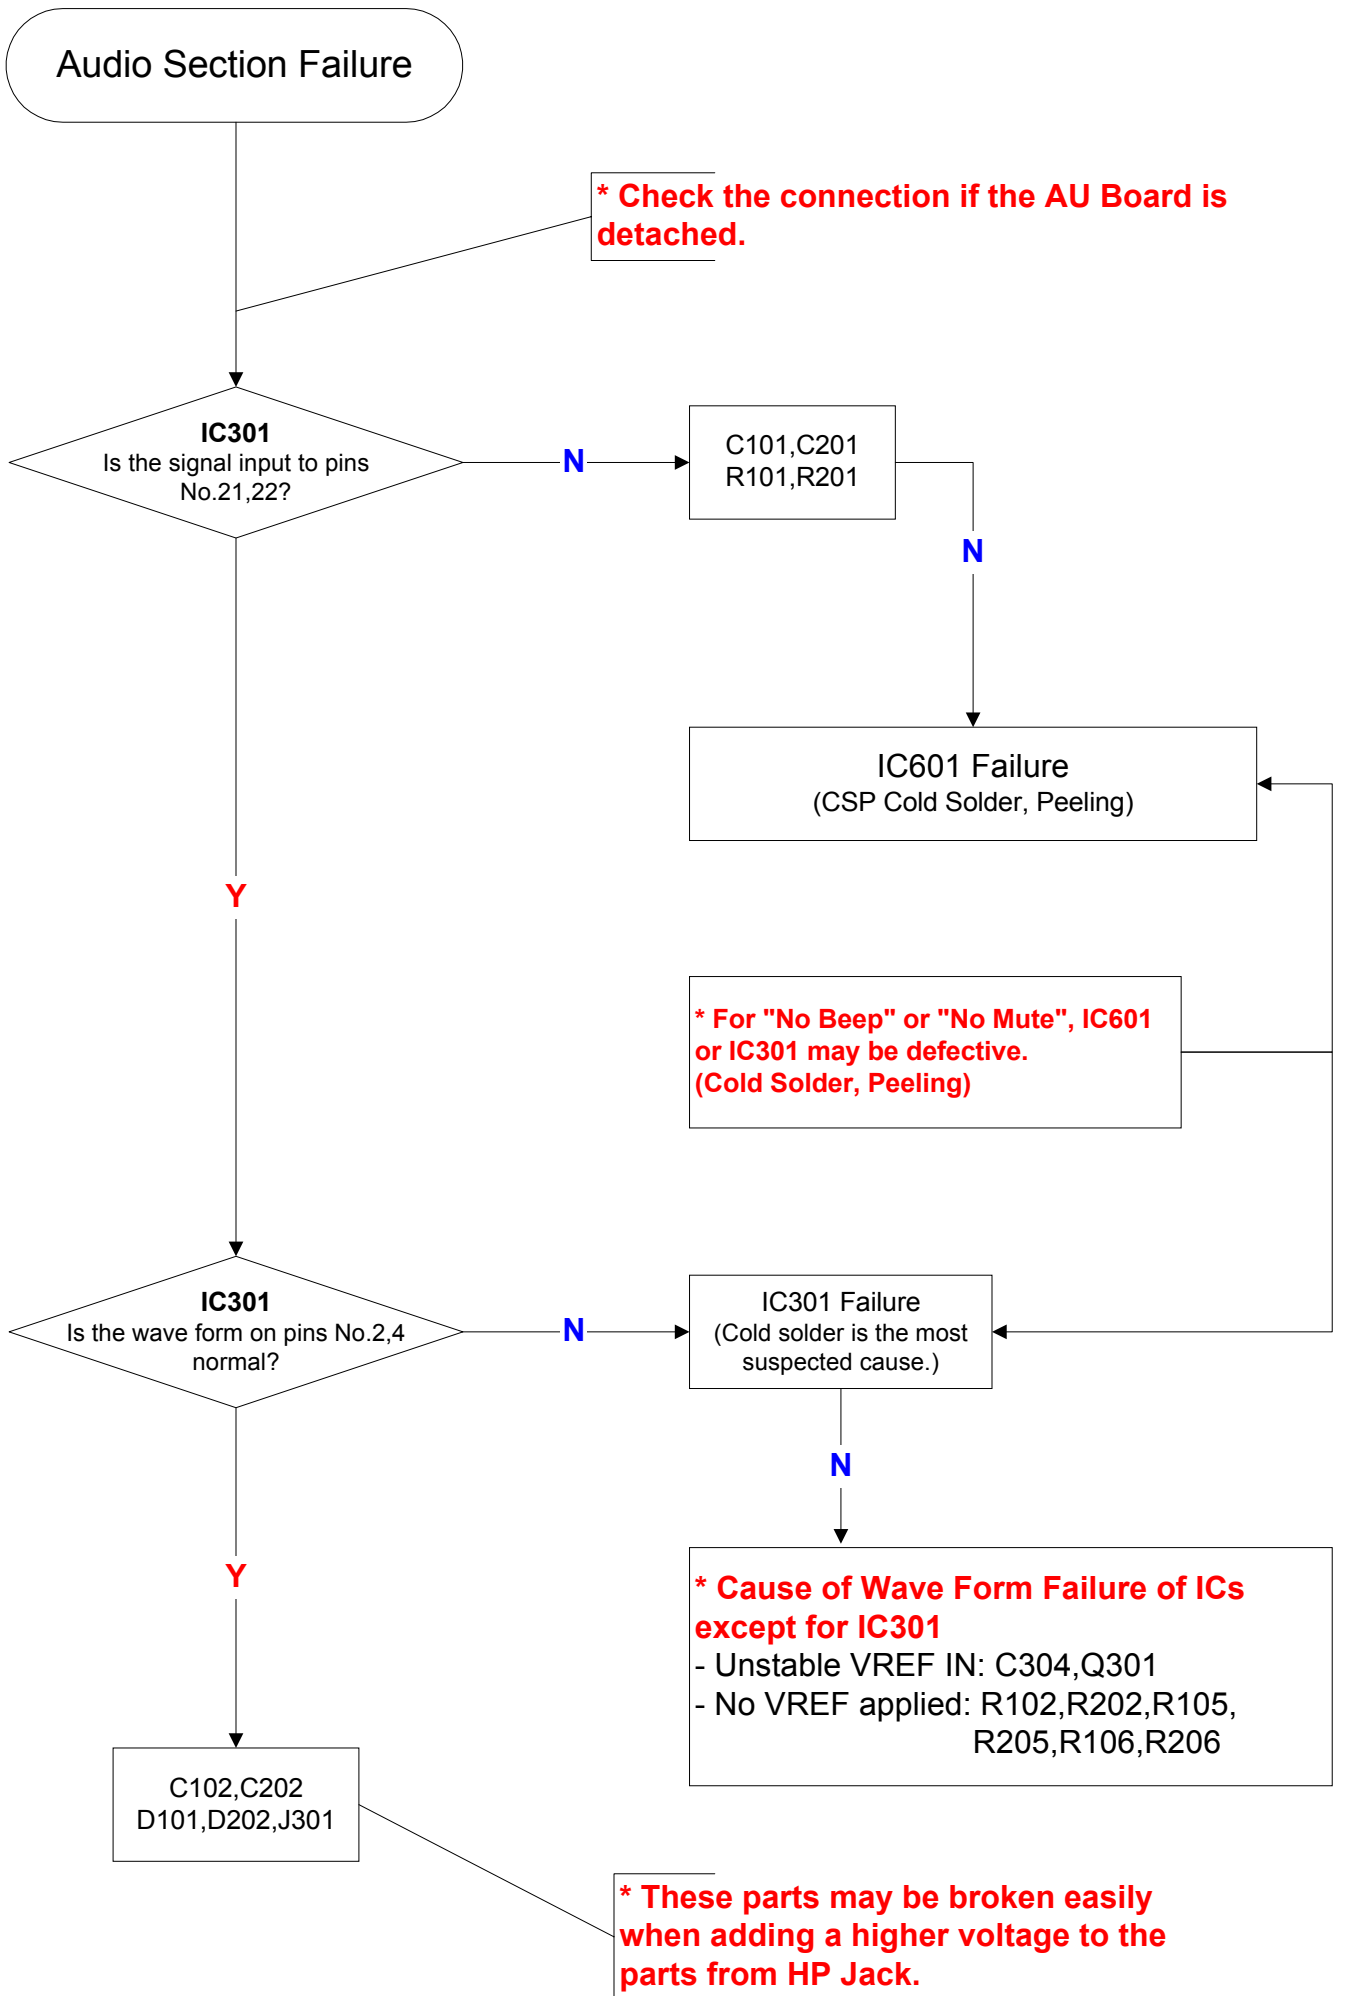 Audio Section Failure
* Check the connection if the AU Board is
detached.
IC301
Is the signal input to pins
No.21,22?
N
C101,C201
R101,R201
N
IC601 Failure
(CSP Cold Solder, Peeling)
Y
* For "No Beep" or "No Mute", IC601
or IC301 may be defective.
(Cold Solder, Peeling)
IC301
Is the wave form on pins No.2,4
normal?
N
IC301 Failure
(Cold solder is the most
suspected cause.)
N
Y
* Cause of Wave Form Failure of ICs
except for IC301
- Unstable VREF IN: C304,Q301
- No VREF applied: R102,R202,R105,
R205,R106,R206
C102,C202
D101,D202,J301
* These parts may be broken easily
when adding a higher voltage to the
parts from HP Jack.